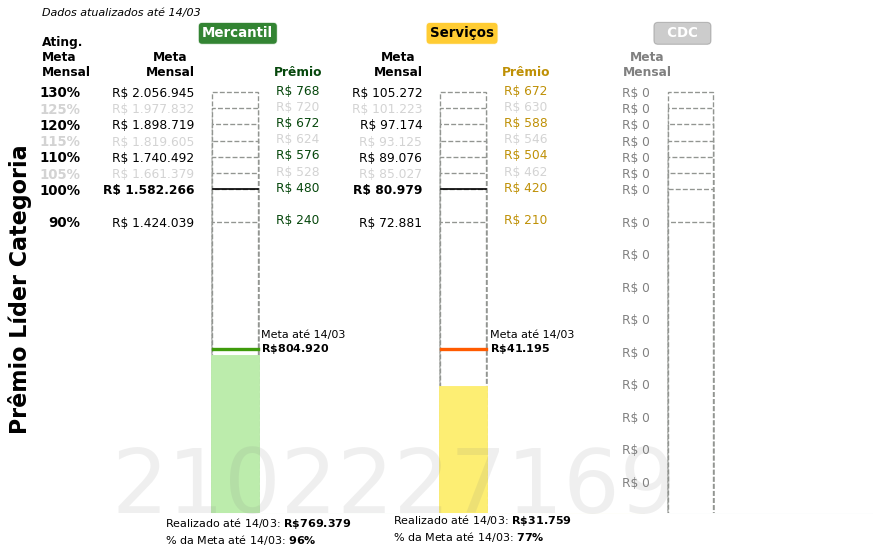 Dados atualizados até 14/03
Mercantil Serviços CDC
Ating.
Meta Meta Meta Meta
Mensal Mensal Prêmio Mensal Prêmio Mensal
130% R$ 2.056.945 R$ 768 R$ 105.272 R$ 672 R$ 0
125% R$ 1.977.832 R$ 720 R$ 101.223 R$ 630 R$ 0
120% R$ 1.898.719 R$ 672 R$ 97.174 R$ 588 R$ 0
115% R$ 1.819.605 R$ 624 R$ 93.125 R$ 546 R$ 0
110% R$ 1.740.492 R$ 576 R$ 89.076 R$ 504 R$ 0
105% R$ 1.661.379 R$ 528 R$ 85.027 R$ 462 R$ 0
100% R$ 1.582.266 R$ 480 R$ 80.979 R$ 420 R$ 0
90% R$ 1.424.039 R$ 240 R$ 72.881 R$ 210 R$ 0
R$ 0
R$ 0
R$ 0
Meta até 14/03 Meta até 14/03
R$804.920 R$41.195 R$ 0
R$ 0
R$ 0
R$ 0
R$ 0
Prêmio Líder Categoria
2102227169
Realizado até 14/03: R$769.379 Realizado até 14/03: R$31.759
% da Meta até 14/03: 96% % da Meta até 14/03: 77%